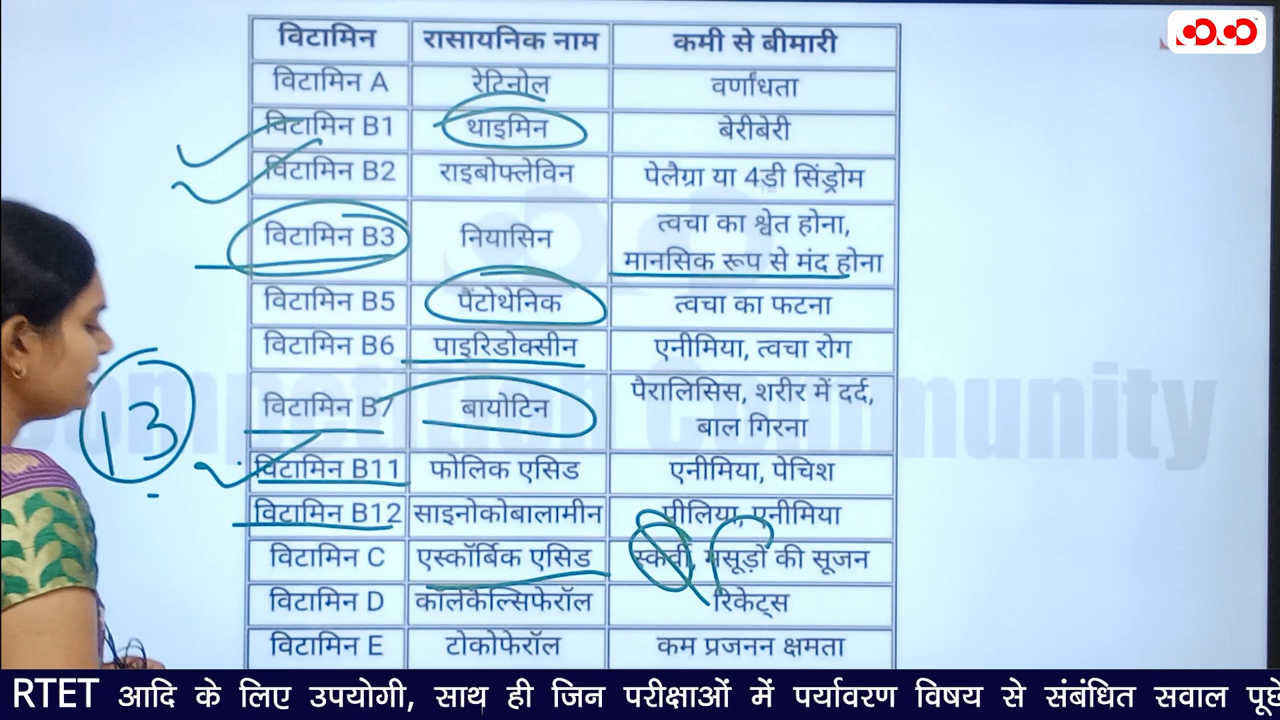 विटामिन रासायनिक नाम कमी से बीमारी
विटामिन A रेटिनोल वर्णांधता
विटामिन B1 थाइमिन बेरीबेरी
विटामिन B2 राइबोफ्लेविन पेलैग्रा या 4डी सिंड्रोम
विटामिन B3 नियासिन त्वचा का श्वेत होना,
मानसिक रूप से मंद होना
विटामिन B5 पैंटोथेनिक त्वचा का फटना
विटामिन B6 पाइरिडोक्सीन एनीमिया, त्वचा रोग
विटामिन B7 बायोटिन पैरालिसिस, शरीर में दर्द,
बाल गिरना
13
विटामिन B11 फोलिक एसिड एनीमिया, पेचिश
विटामिन B12 साइनोकोबालामीन पीलिया, एनीमिया
विटामिन C एस्कॉर्बिक एसिड स्कर्वी, मसूड़ों की सूजन
विटामिन D कॉलकेल्सिफेरॉल रिकेट्स
विटामिन E टोकोफेरॉल कम प्रजनन क्षमता
Community
RTET आदि के लिए उपयोगी, साथ ही जिन परीक्षाओं में पर्यावरण विषय से संबंधित सवाल पूछे